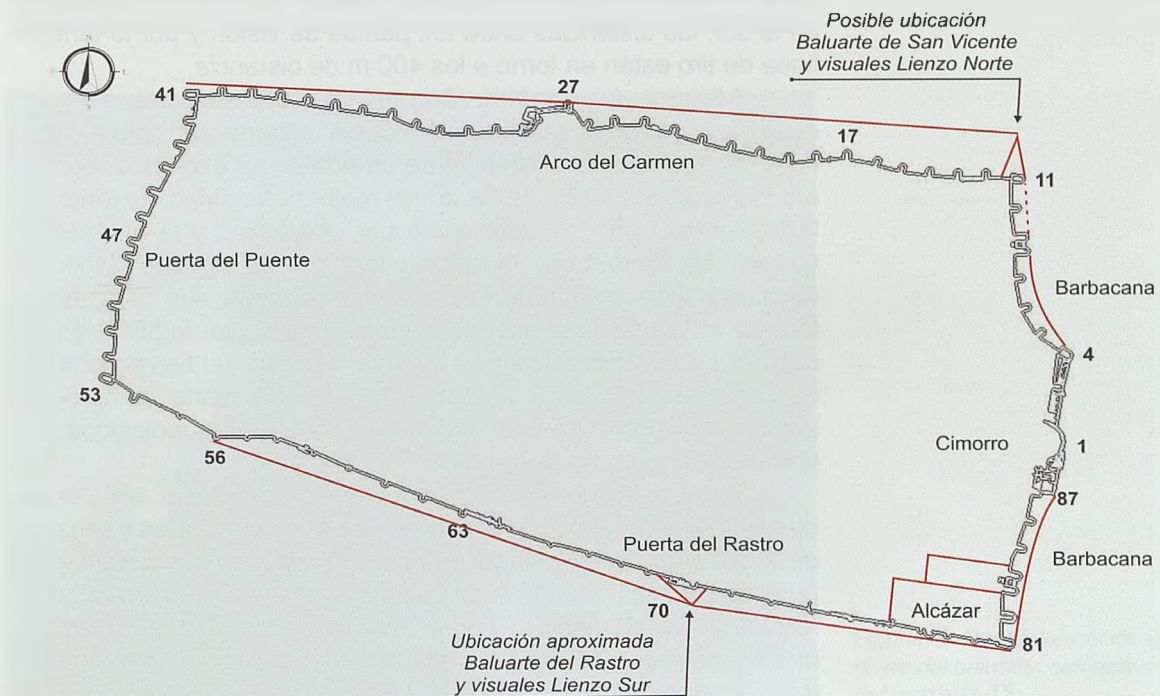 Posible ubicación
Baluarte de San Vicente
y visuales Lienzo Norte
N
E
41
27
17
Arco del Carmen
11
47
Puerta del Puente
Barbacana
4
53
Cimorro
1
56
87
63
Puerta del Rastro
Barbacana
Alcázar
70
81
Ubicación aproximada
Baluarte del Rastro
y visuales Lienzo Sur